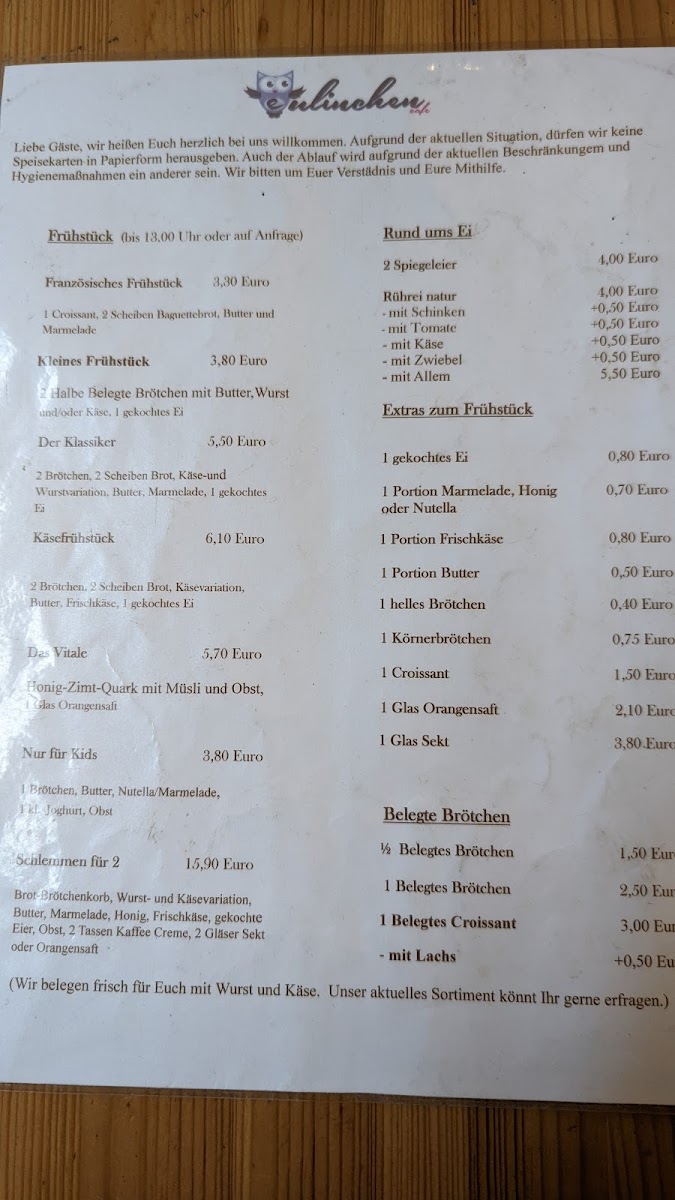 eulinchen
cafe
Liebe Gäste, wir heißen Euch herzlich bei uns willkommen. Aufgrund der aktuellen Situation, dürfen wir keine
Speisekarten in Papierform herausgeben. Auch der Ablauf wird aufgrund der aktuellen Beschränkungem und
Hygienemaßnahmen ein anderer sein. Wir bitten um Euer Verstädnis und Eure Mithilfe.
Frühstück (bis 13.00 Uhr oder auf Anfrage)
Französisches Frühstück 3,30 Euro
1 Croissant, 2 Scheiben Baguettebrot, Butter und
Marmelade
Kleines Frühstück 3,80 Euro
2 Halbe Belegte Brötchen mit Butter,Wurst
und/oder Käse, 1 gekochtes Ei
Der Klassiker 5,50 Euro
2 Brötchen, 2 Scheiben Brot, Käse-und
Wurstvariation, Butter, Marmelade, 1 gekochtes
Ei
Käsefrühstück 6,10 Euro
2 Brötchen, 2 Scheiben Brot, Käsevariation,
Butter, Frischkäse, 1 gekochtes Ei
Das Vitale 5,70 Euro
Honig-Zimt-Quark mit Müsli und Obst,
1 Glas Orangensaft
Nur für Kids 3,80 Euro
1 Brötchen, Butter, Nutella/Marmelade,
1 kl. Joghurt, Obst
Schlemmen für 2 15,90 Euro
Brot-Brötchenkorb, Wurst- und Käsevariation,
Butter, Marmelade, Honig, Frischkäse, gekochte
Eier, Obst, 2 Tassen Kaffee Creme, 2 Gläser Sekt
oder Orangensaft
Rund ums Ei
2 Spiegeleier 4,00 Euro
Rührei natur 4,00 Euro
- mit Schinken +0,50 Euro
- mit Tomate +0,50 Euro
- mit Käse +0,50 Euro
- mit Zwiebel +0,50 Euro
- mit Allem 5,50 Euro
Extras zum Frühstück
1 gekochtes Ei 0,80 Euro
1 Portion Marmelade, Honig 0,70 Euro
oder Nutella
1 Portion Frischkäse 0,80 Euro
1 Portion Butter 0,50 Euro
1 helles Brötchen 0,40 Euro
1 Körnerbrötchen 0,75 Euro
1 Croissant 1,50 Euro
1 Glas Orangensaft 2,10 Euro
1 Glas Sekt 3,80 Euro
Belegte Brötchen
½ Belegtes Brötchen 1,50 Eur
1 Belegtes Brötchen 2,50 Eur
1 Belegtes Croissant 3,00 Eur
- mit Lachs +0,50 Eu
(Wir belegen frisch für Euch mit Wurst und Käse. Unser aktuelles Sortiment könnt Ihr gerne erfragen.)